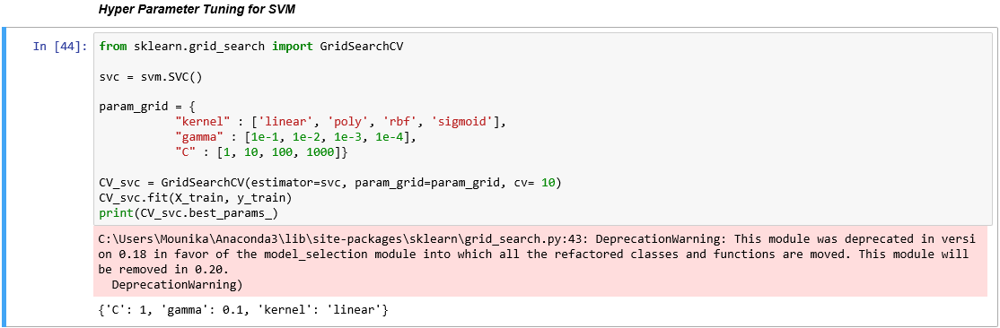 Hyper Parameter Tuning for SVM
In [44]:
from sklearn.grid_search import GridSearchCV
svc = svm.SVC()
param_grid = {
"kernel" : ['linear', 'poly', 'rbf', 'sigmoid'],
"gamma" : [1e-1, 1e-2, 1e-3, 1e-4],
"C" : [1, 10, 100, 1000]}
CV_svc = GridSearchCV(estimator=svc, param_grid=param_grid, cv= 10)
CV_svc.fit(X_train, y_train)
print(CV_svc.best_params_)
C:\Users\Mounika\Anaconda3\lib\site-packages\sklearn\grid_search.py:43: DeprecationWarning: This module was deprecated in versi
on 0.18 in favor of the model_selection module into which all the refactored classes and functions are moved. This module will
be removed in 0.20.
DeprecationWarning)
{'C': 1, 'gamma': 0.1, 'kernel': 'linear'}